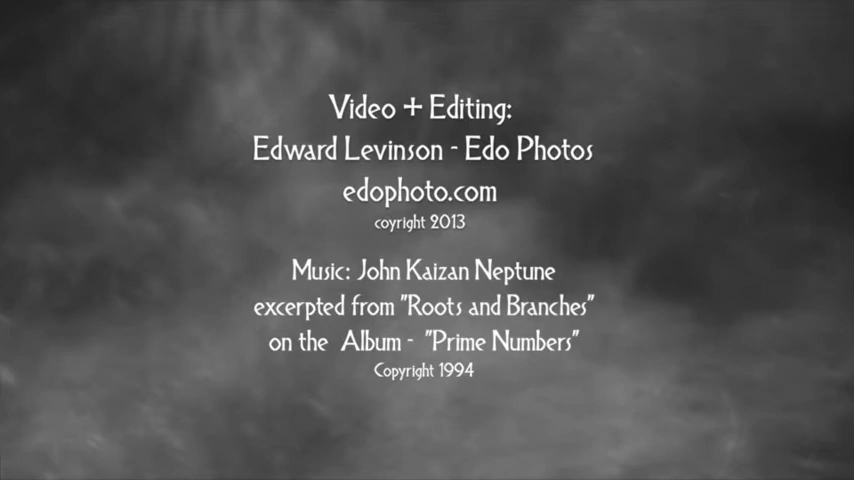 Video + Editing:
Edward Levinson - Edo Photos
edophoto.com
coyright 2013
Music: John Kaizan Neptune
excerpted from "Roots and Branches"
on the Album - "Prime Numbers"
Copyright 1994